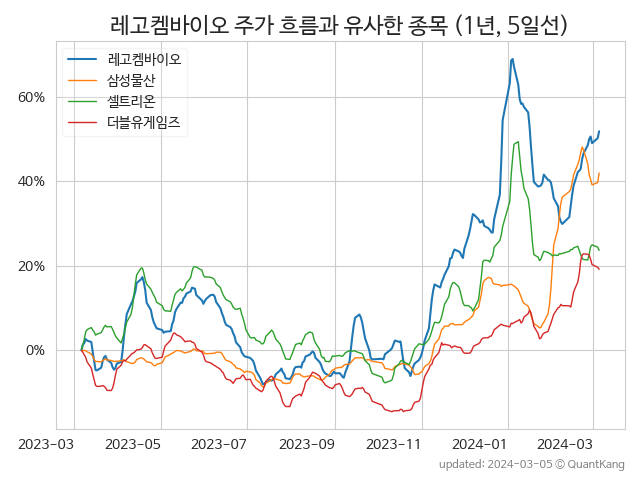 레고켐바이오 주가 흐름과 유사한 종목 (1년, 5일선)
레고켐바이오
삼성물산
셀트리온
더블유게임즈
60%
40%
20%
0%
2023-03 2023-05 2023-07 2023-09 2023-11 2024-01 2024-03
updated: 2024-03-05 © QuantKang